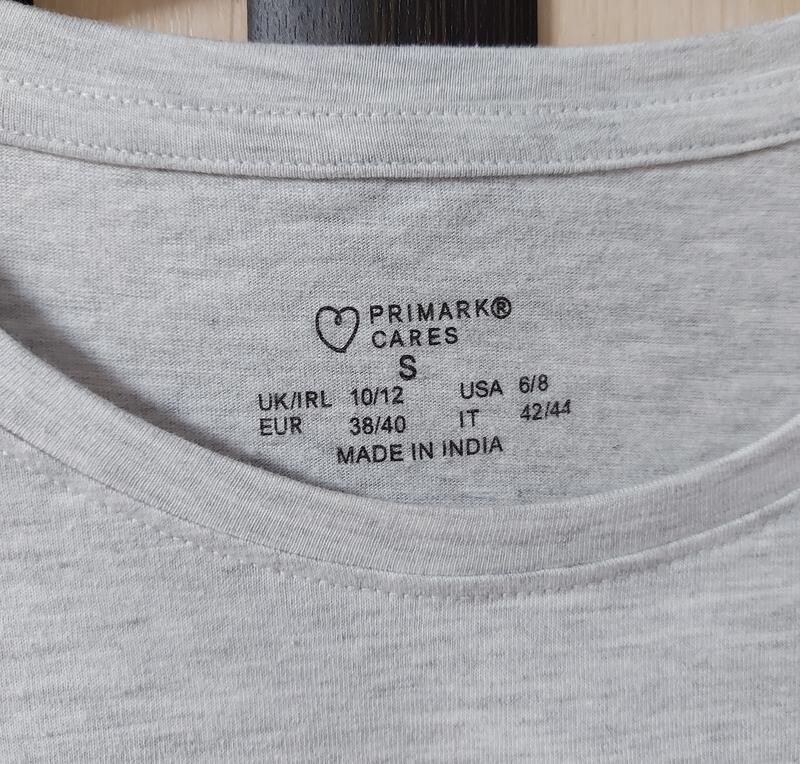 PRIMARK®
CARES
S
UK/IRL 10/12 USA 6/8
EUR 38/40 IT 42/44
MADE IN INDIA